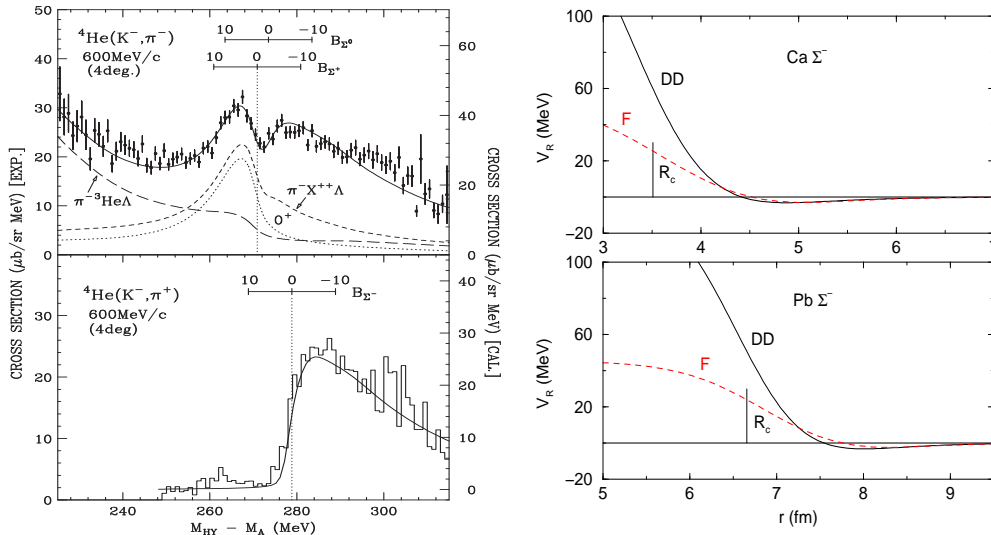 ⁴He(K⁻,π⁻)
600MeV/c
(4deg.)
10 0 −10 B_Σ⁰
10 0 −10 B_Σ⁺
π⁻³HeΛ
π⁻X⁺⁺Λ
0⁺
50
40
30
20
10
0
60
40
20
0
CROSS SECTION (μb/sr MeV) [EXP.]
CROSS SECTION (μb/sr MeV) [CAL.]
⁴He(K⁻,π⁺)
600MeV/c
(4deg)
10 0 −10 B_Σ⁻
30
20
10
0
40
30
20
10
0
240 260 280 300
M_HY − M_A (MeV)
100
60
20
−20
V_R (MeV)
Ca Σ⁻
DD
F
R_c
3 4 5 6 7
100
60
20
−20
V_R (MeV)
Pb Σ⁻
DD
F
R_c
5 6 7 8 9
r (fm)